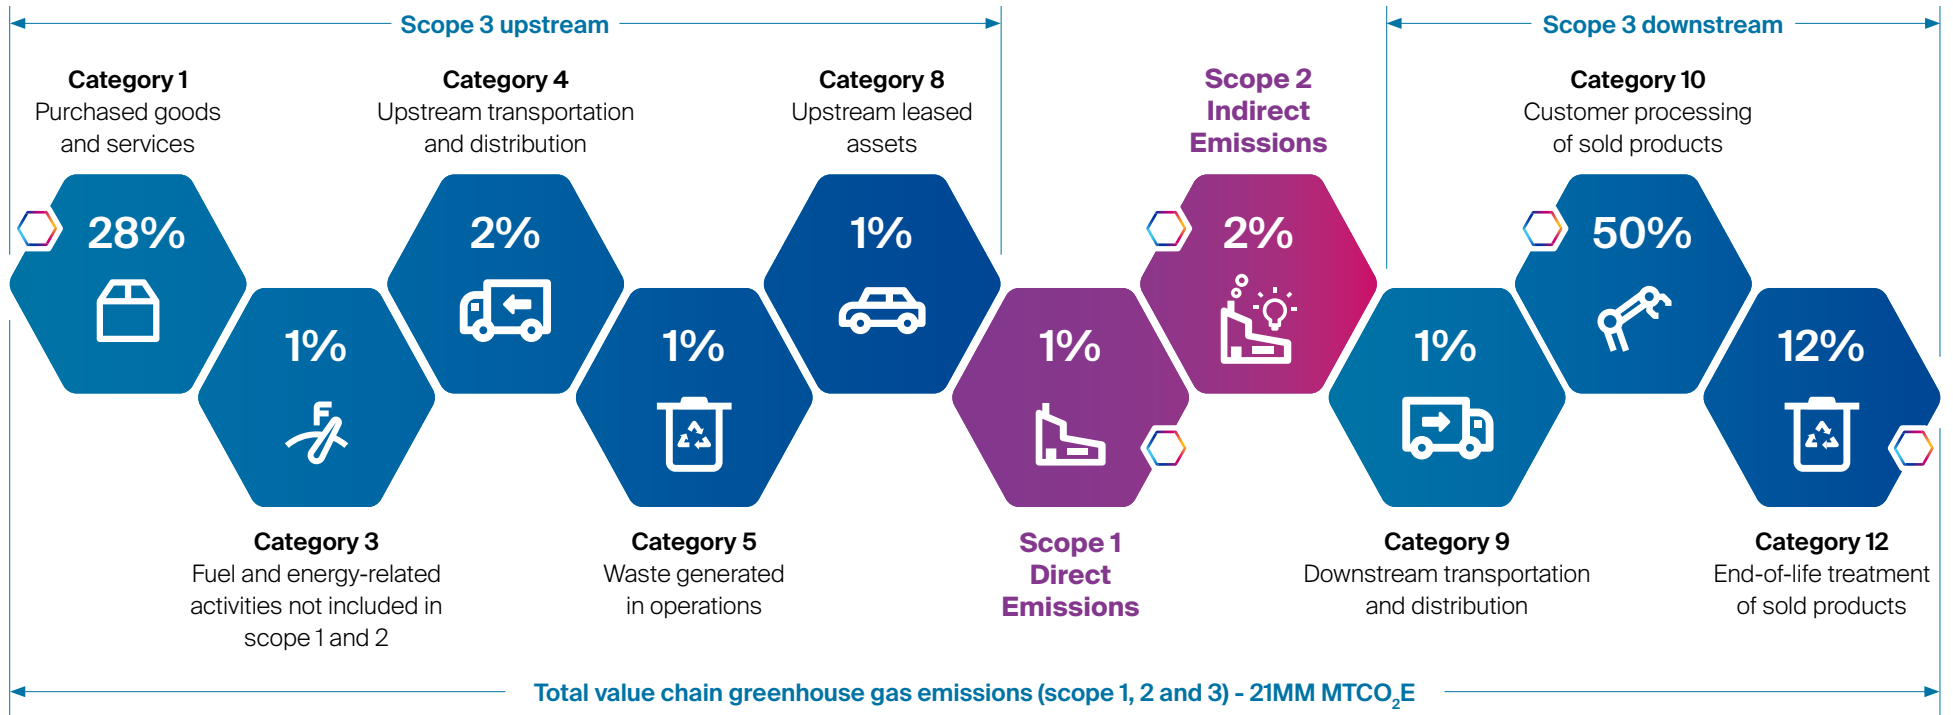 Scope 3 upstream
Scope 3 downstream
Category 1
Purchased goods
and services
28%
Category 3
Fuel and energy-related
activities not included in
scope 1 and 2
1%
F
Category 4
Upstream transportation
and distribution
2%
Category 5
Waste generated
in operations
1%
Category 8
Upstream leased
assets
1%
Scope 1
Direct
Emissions
1%
Scope 2
Indirect
Emissions
2%
Category 9
Downstream transportation
and distribution
1%
Category 10
Customer processing
of sold products
50%
Category 12
End-of-life treatment
of sold products
12%
Total value chain greenhouse gas emissions (scope 1, 2 and 3) - 21MM MTCO₂E